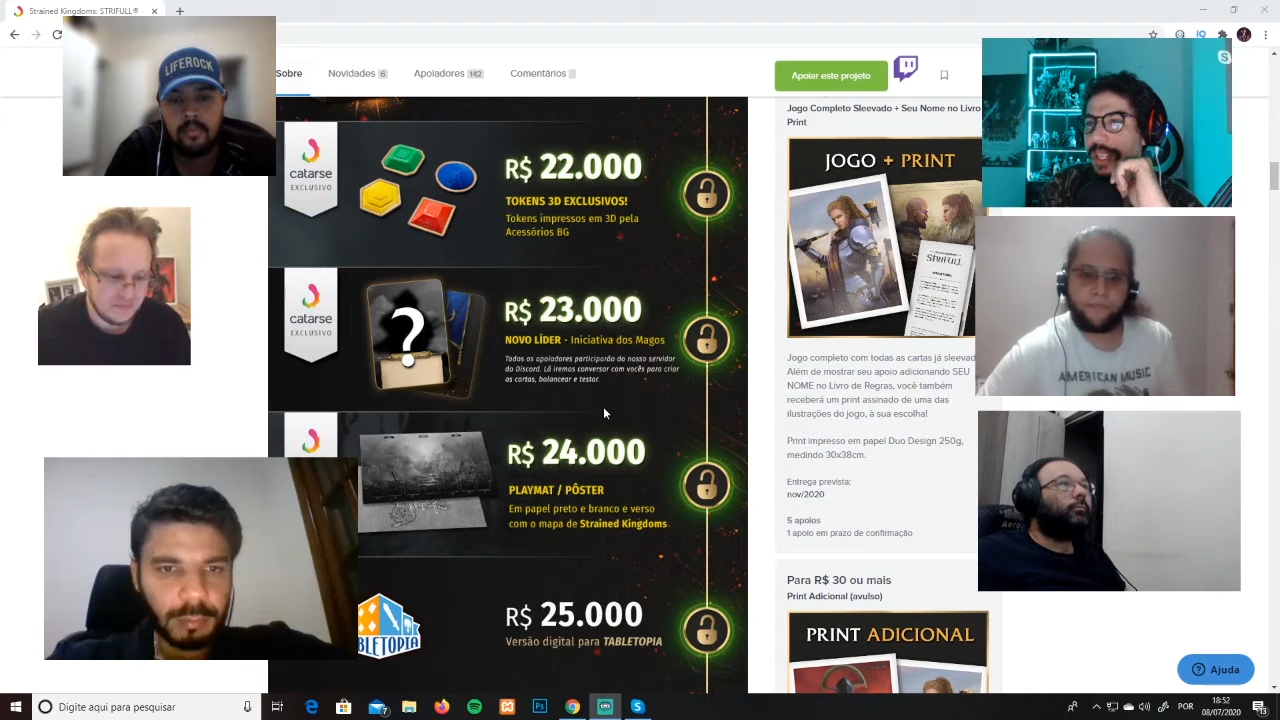 Strained Kingdoms: STRIFULL®
LIFEROCK
Sobre
Novidades 6
Apoiadores 142
Comentários
Apoiar este projeto
catarse
EXCLUSIVO
R$ 22.000
TOKENS 3D EXCLUSIVOS!
Tokens impressos em 3D pela
Acessórios BG
catarse
EXCLUSIVO
?
R$ 23.000
NOVO LÍDER - Iniciativa dos Magos
Todos os apoiadores participarão do nosso servidor
do Discord. Lá iremos conversar com vocês para criar
as cartas, balancear e testar.
R$ 24.000
PLAYMAT / PÔSTER
Em papel preto e branco e verso
com o mapa de Strained Kingdoms
BLETOPIA
R$ 25.000
Versão digital para TABLETOPIA
Jogo Completo Sleevado + Seu Nome no Livro
Print
JOGO + PRINT
STRIFULL
Jogo completo com todas as cartas já sleevad
Além de mostrar seu apoio adicionando SEU
NOME no Livro de Regras, você também
receberá um print assinado de uma das
ilustrações do jogo, à sua escolha!
Print impresso em papel Duo Design 250g,
medindo 30x38cm.
Entrega prevista:
nov/2020
5 apoios
1 apoio em prazo de confirmação
Para R$ 30 ou mais
Print Adicional (avulso)
PRINT ADICIONAL
AMERICAN MUSIC
Aero
Ajuda
Digite aqui para pesquisar
7
POR
18:52
08/07/2020